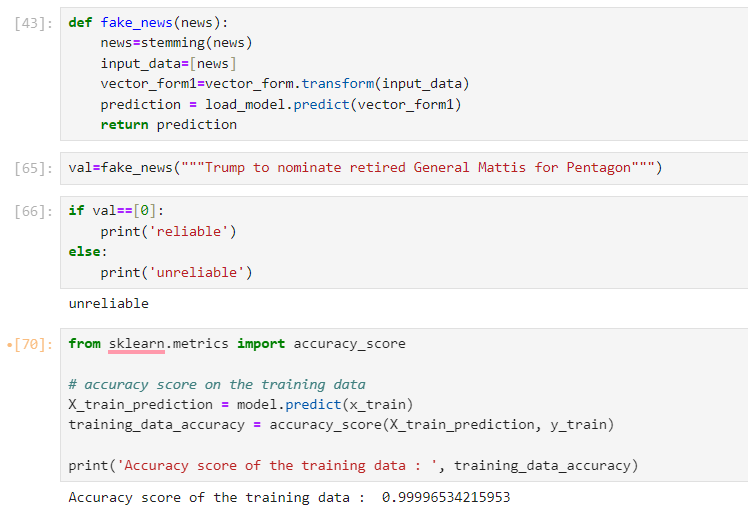 [43]: def fake_news(news):
news=stemming(news)
input_data=[news]
vector_form1=vector_form.transform(input_data)
prediction = load_model.predict(vector_form1)
return prediction
[65]: val=fake_news("""Trump to nominate retired General Mattis for Pentagon""")
[66]: if val==[0]:
print('reliable')
else:
print('unreliable')
unreliable
•[70]: from sklearn.metrics import accuracy_score
# accuracy score on the training data
X_train_prediction = model.predict(x_train)
training_data_accuracy = accuracy_score(X_train_prediction, y_train)
print('Accuracy score of the training data : ', training_data_accuracy)
Accuracy score of the training data :  0.99996534215953